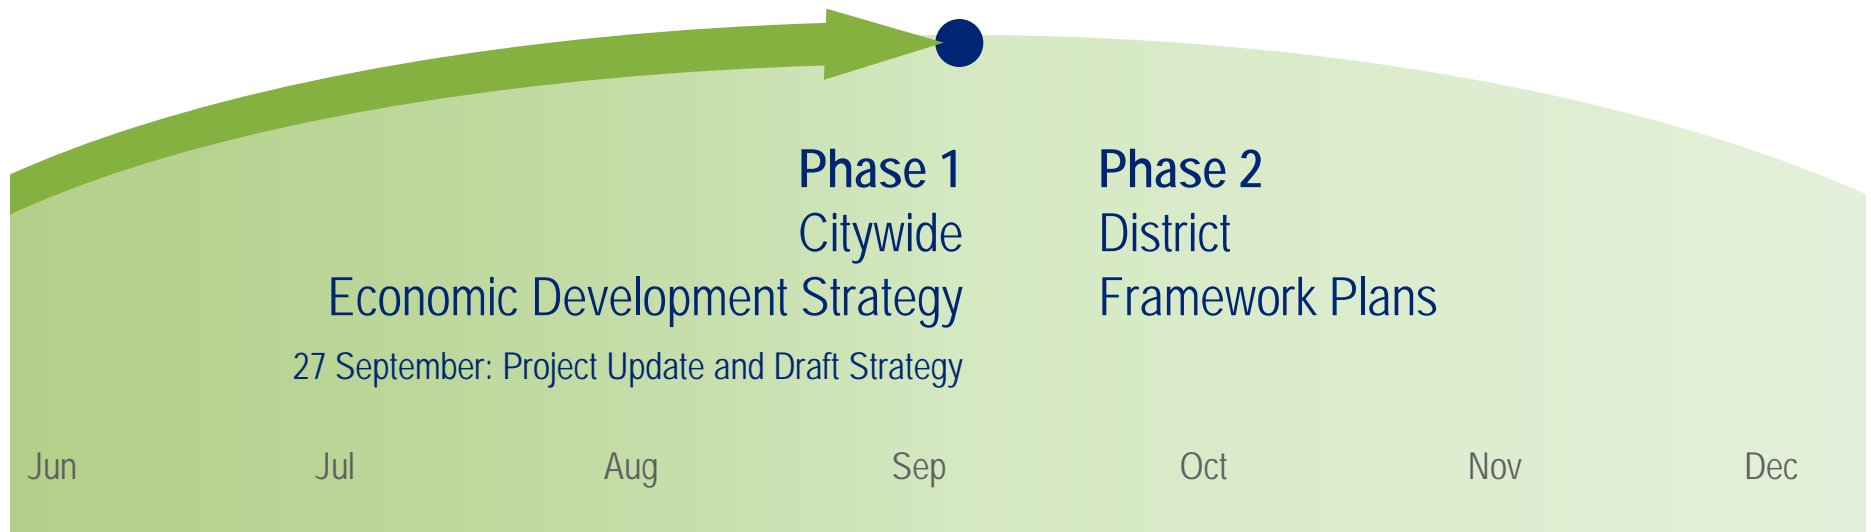 Phase 1
Citywide
Economic Development Strategy
27 September: Project Update and Draft Strategy
Phase 2
District
Framework Plans
Jun Jul Aug Sep Oct Nov Dec